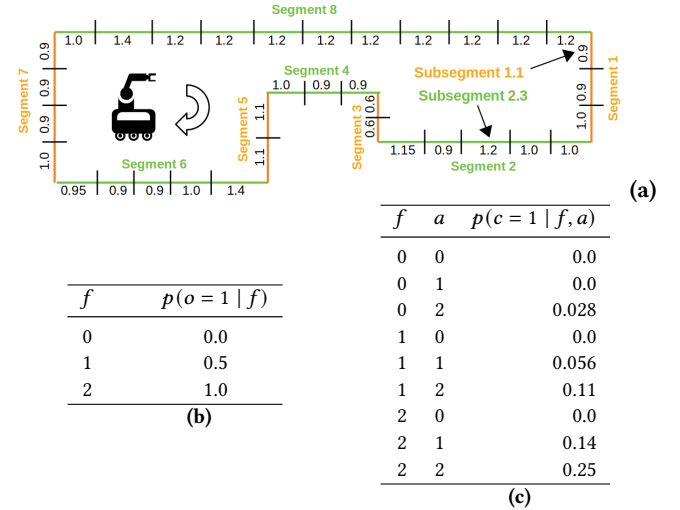 Segment 8
1.0 1.4 1.2 1.2 1.2 1.2 1.2 1.2 1.2 1.2 1.2
Segment 7
0.9
0.9
0.9
1.0
Segment 4
1.0 0.9 0.9
Segment 5
1.1
1.1
Segment 3
0.6
0.6
Subsegment 1.1
Subsegment 2.3
0.9
0.9
1.0
Segment 1
1.15 0.9 1.2 1.0 1.0
Segment 2
Segment 6
0.95 0.9 0.9 1.0 1.4
(a)
f p(o = 1 | f)
0 0.0
1 0.5
2 1.0
(b)
f a p(c = 1 | f, a)
0 0 0.0
0 1 0.0
0 2 0.028
1 0 0.0
1 1 0.056
1 2 0.11
2 0 0.0
2 1 0.14
2 2 0.25
(c)